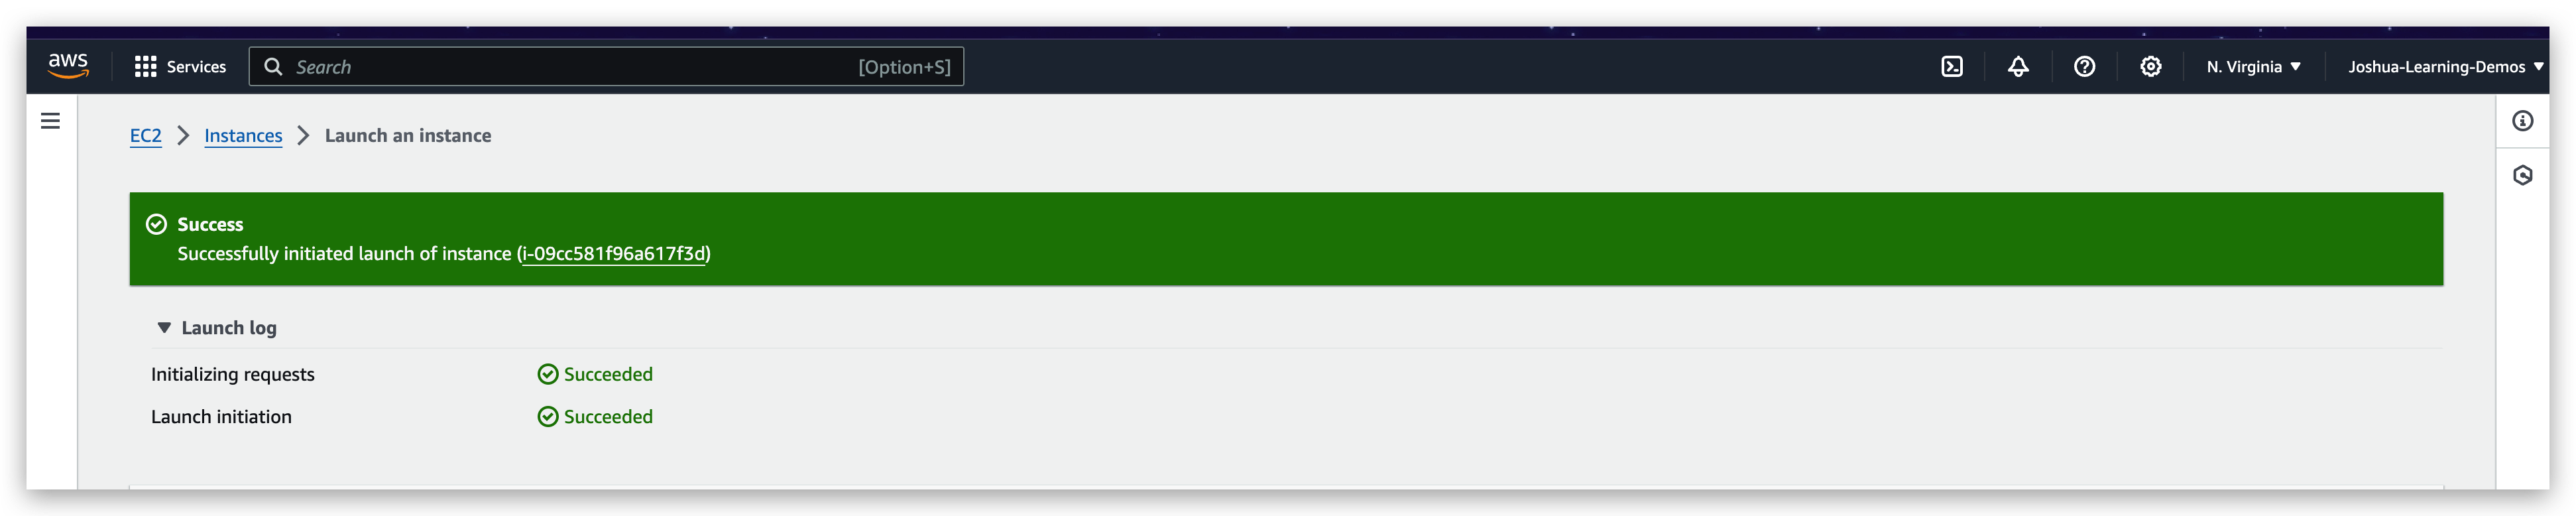 aws Services Search [Option+S] N. Virginia Joshua-Learning-Demos
EC2 Instances Launch an instance
Success
Successfully initiated launch of instance (i-09cc581f96a617f3d)
Launch log
Initializing requests Succeeded
Launch initiation Succeeded